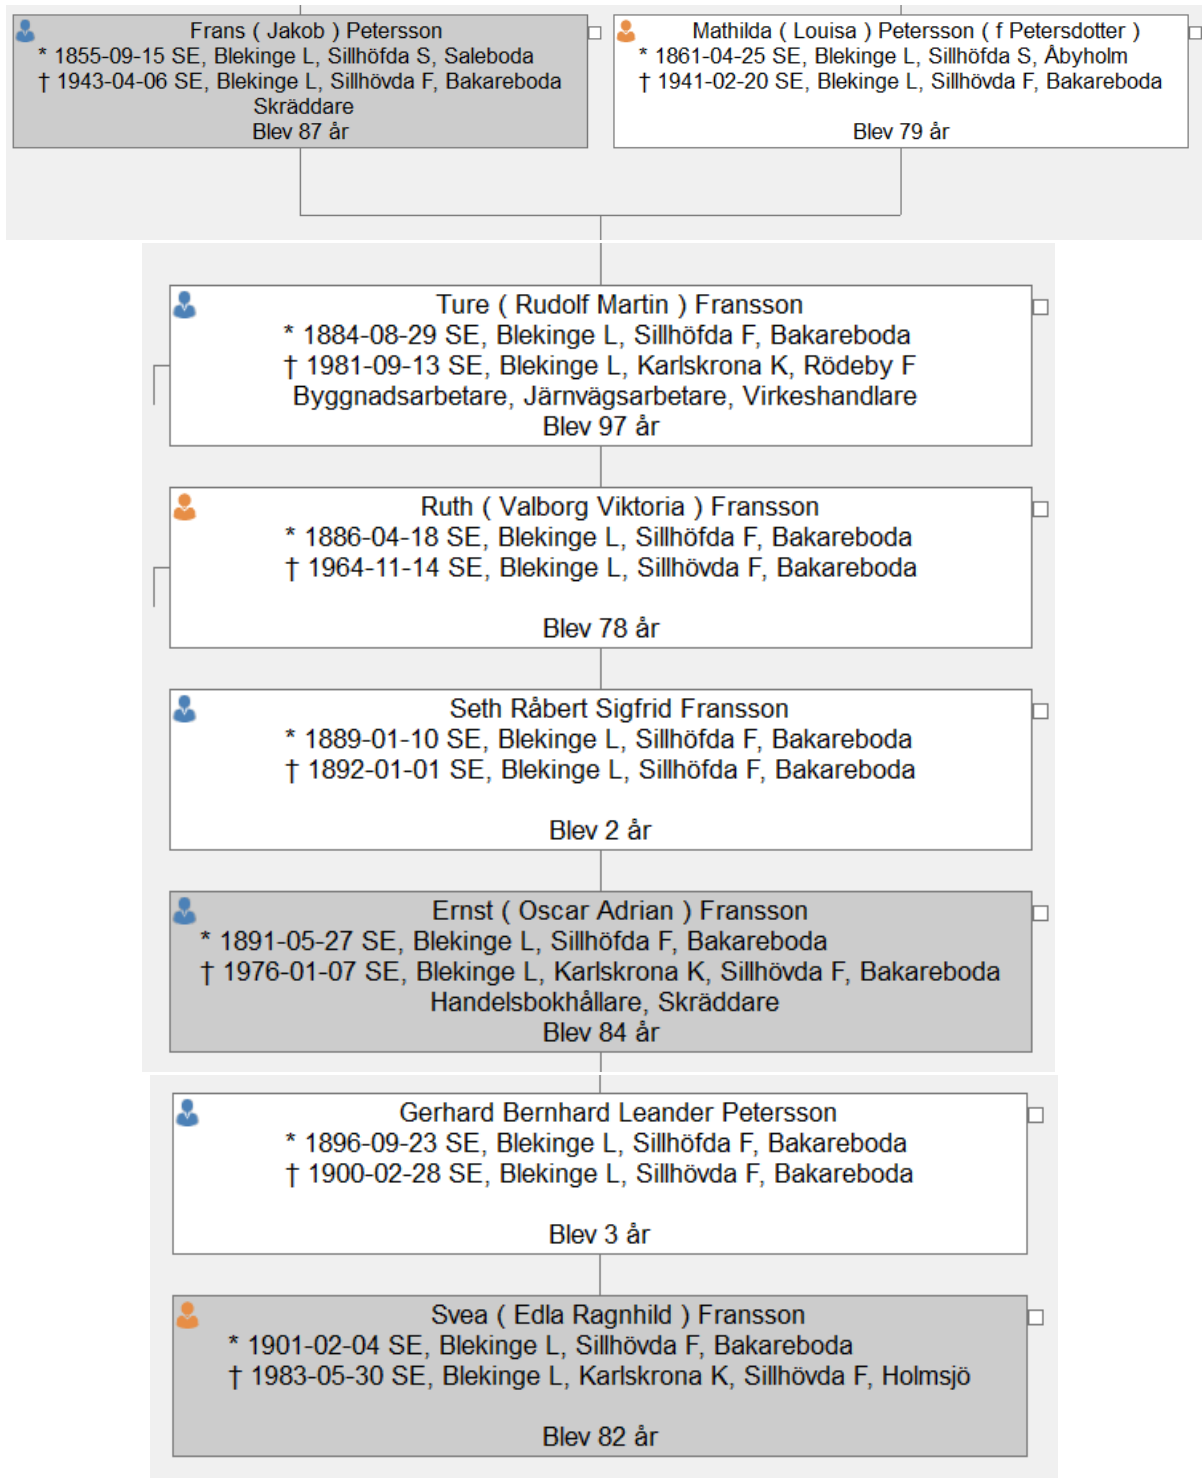 Frans ( Jakob ) Petersson
* 1855-09-15 SE, Blekinge L, Sillhöfda S, Saleboda
† 1943-04-06 SE, Blekinge L, Sillhövda F, Bakareboda
Skräddare
Blev 87 år
Mathilda ( Louisa ) Petersson ( f Petersdotter )
* 1861-04-25 SE, Blekinge L, Sillhöfda S, Åbyholm
† 1941-02-20 SE, Blekinge L, Sillhövda F, Bakareboda
Blev 79 år
Ture ( Rudolf Martin ) Fransson
* 1884-08-29 SE, Blekinge L, Sillhöfda F, Bakareboda
† 1981-09-13 SE, Blekinge L, Karlskrona K, Rödeby F
Byggnadsarbetare, Järnvägsarbetare, Virkeshandlare
Blev 97 år
Ruth ( Valborg Viktoria ) Fransson
* 1886-04-18 SE, Blekinge L, Sillhöfda F, Bakareboda
† 1964-11-14 SE, Blekinge L, Sillhövda F, Bakareboda
Blev 78 år
Seth Råbert Sigfrid Fransson
* 1889-01-10 SE, Blekinge L, Sillhöfda F, Bakareboda
† 1892-01-01 SE, Blekinge L, Sillhöfda F, Bakareboda
Blev 2 år
Ernst ( Oscar Adrian ) Fransson
* 1891-05-27 SE, Blekinge L, Sillhöfda F, Bakareboda
† 1976-01-07 SE, Blekinge L, Karlskrona K, Sillhövda F, Bakareboda
Handelsbokhållare, Skräddare
Blev 84 år
Gerhard Bernhard Leander Petersson
* 1896-09-23 SE, Blekinge L, Sillhöfda F, Bakareboda
† 1900-02-28 SE, Blekinge L, Sillhövda F, Bakareboda
Blev 3 år
Svea ( Edla Ragnhild ) Fransson
* 1901-02-04 SE, Blekinge L, Sillhövda F, Bakareboda
† 1983-05-30 SE, Blekinge L, Karlskrona K, Sillhövda F, Holmsjö
Blev 82 år